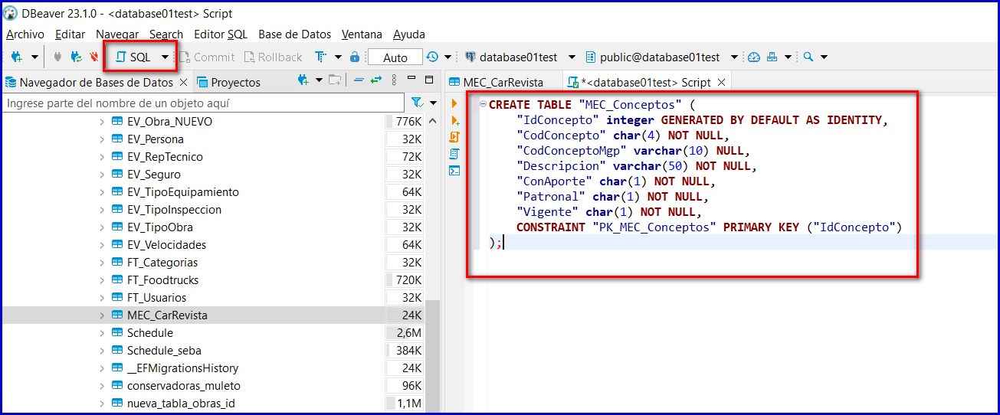 DBeaver 23.1.0 - <database01test> Script
Archivo Editar Navegar Search Editor SQL Base de Datos Ventana Ayuda
SQL Commit Rollback Auto database01test public@database01test
Navegador de Bases de Datos Proyectos
Ingrese parte del nombre de un objeto aquí
EV_Obra_NUEVO 776K
EV_Persona 32K
EV_RepTecnico 72K
EV_Seguro 32K
EV_TipoEquipamiento 64K
EV_TipoInspeccion 32K
EV_TipoObra 32K
EV_Velocidades 64K
FT_Categorias 32K
FT_Foodtrucks 720K
FT_Usuarios 32K
MEC_CarRevista 24K
Schedule 2,6M
Schedule_seba 384K
__EFMigrationsHistory 24K
conservadoras_muleto 96K
nueva_tabla_obras_id 1,1M
MEC_CarRevista *<database01test> Script
CREATE TABLE "MEC_Conceptos" (
"IdConcepto" integer GENERATED BY DEFAULT AS IDENTITY,
"CodConcepto" char(4) NOT NULL,
"CodConceptoMgp" varchar(10) NULL,
"Descripcion" varchar(50) NOT NULL,
"ConAporte" char(1) NOT NULL,
"Patronal" char(1) NOT NULL,
"Vigente" char(1) NOT NULL,
CONSTRAINT "PK_MEC_Conceptos" PRIMARY KEY ("IdConcepto")
);